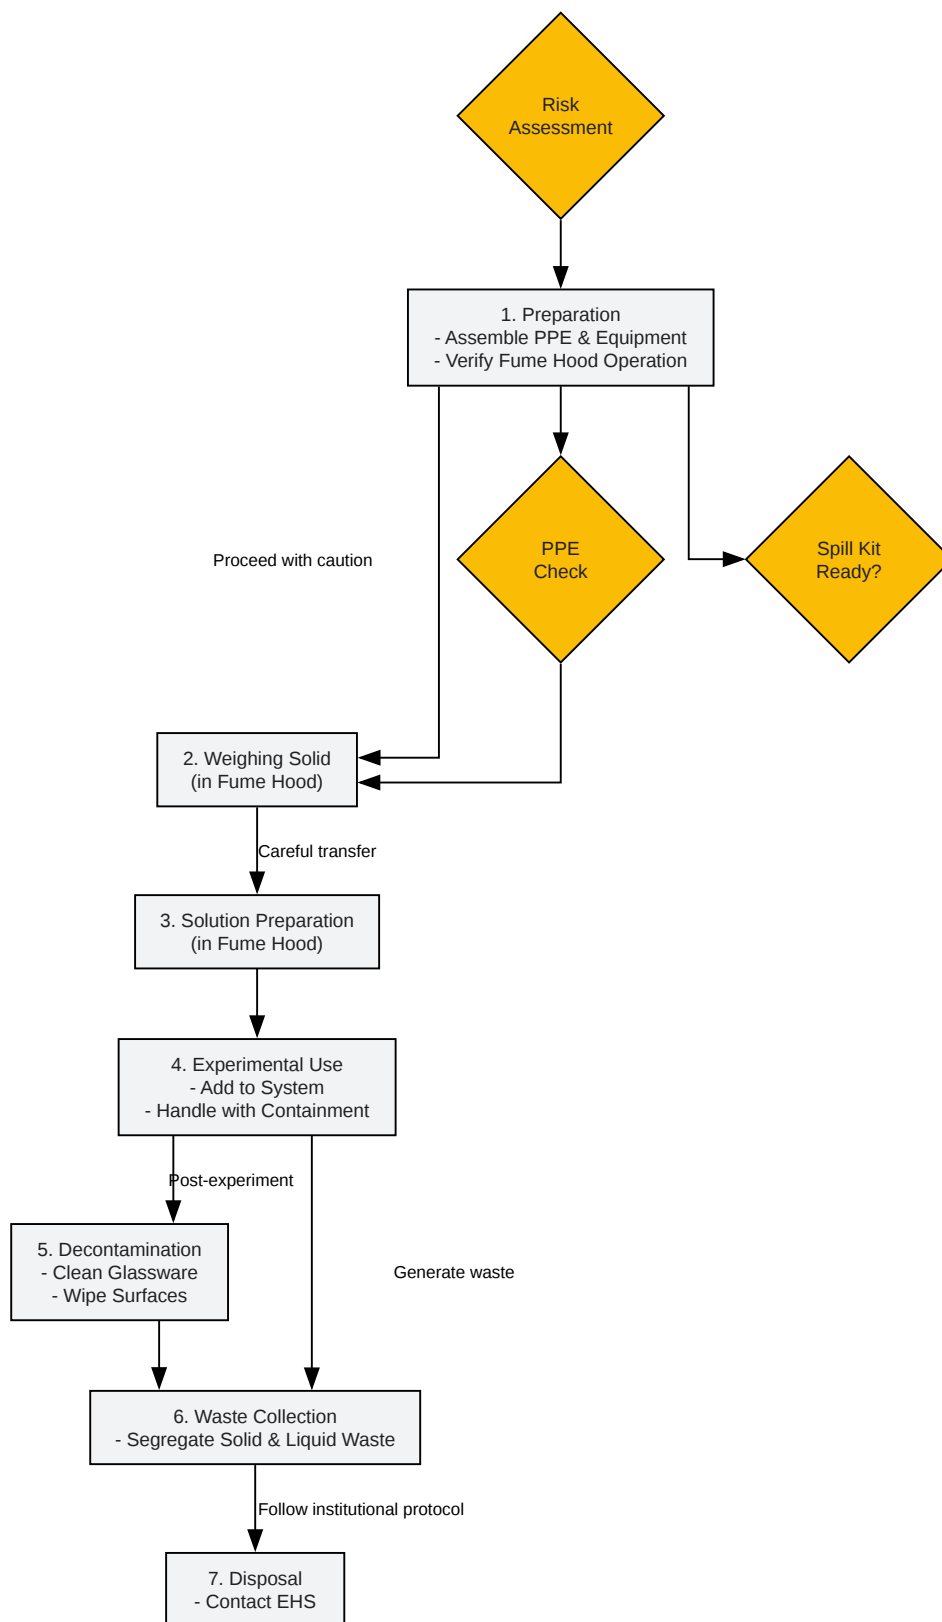 Risk
Assessment
1. Preparation
- Assemble PPE & Equipment
- Verify Fume Hood Operation
Proceed with caution
PPE
Check
Spill Kit
Ready?
2. Weighing Solid
(in Fume Hood)
Careful transfer
3. Solution Preparation
(in Fume Hood)
4. Experimental Use
- Add to System
- Handle with Containment
Post-experiment
5. Decontamination
- Clean Glassware
- Wipe Surfaces
Generate waste
6. Waste Collection
- Segregate Solid & Liquid Waste
Follow institutional protocol
7. Disposal
- Contact EHS